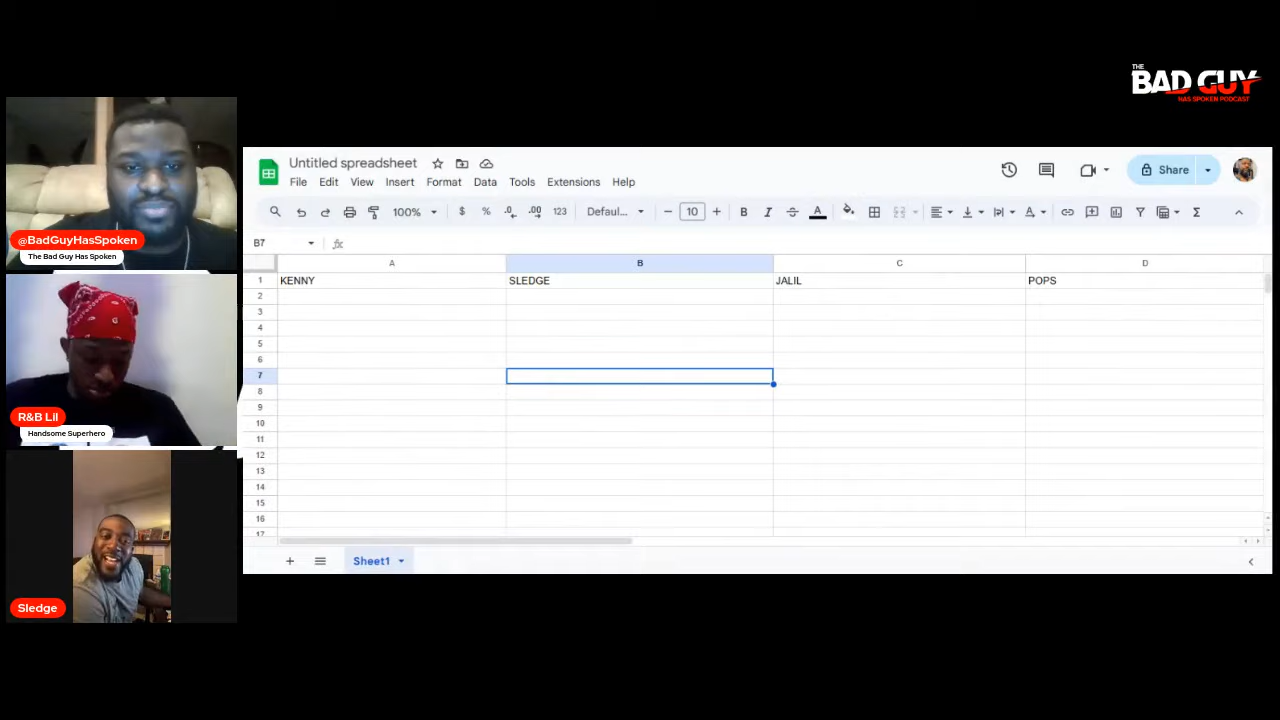 THE
BAD GUY
HAS SPOKEN PODCAST
@BadGuyHasSpoken
The Bad Guy Has Spoken
R&B Lil
Handsome Superhero
Sledge
Untitled spreadsheet
File Edit View Insert Format Data Tools Extensions Help
Share
100% $ % .0 .00 123 Defaul... 10 B I A Σ
B7 fx
A B C D
1 KENNY SLEDGE JALIL POPS
2
3
4
5
6
7
8
9
10
11
12
13
14
15
16
17
Sheet1